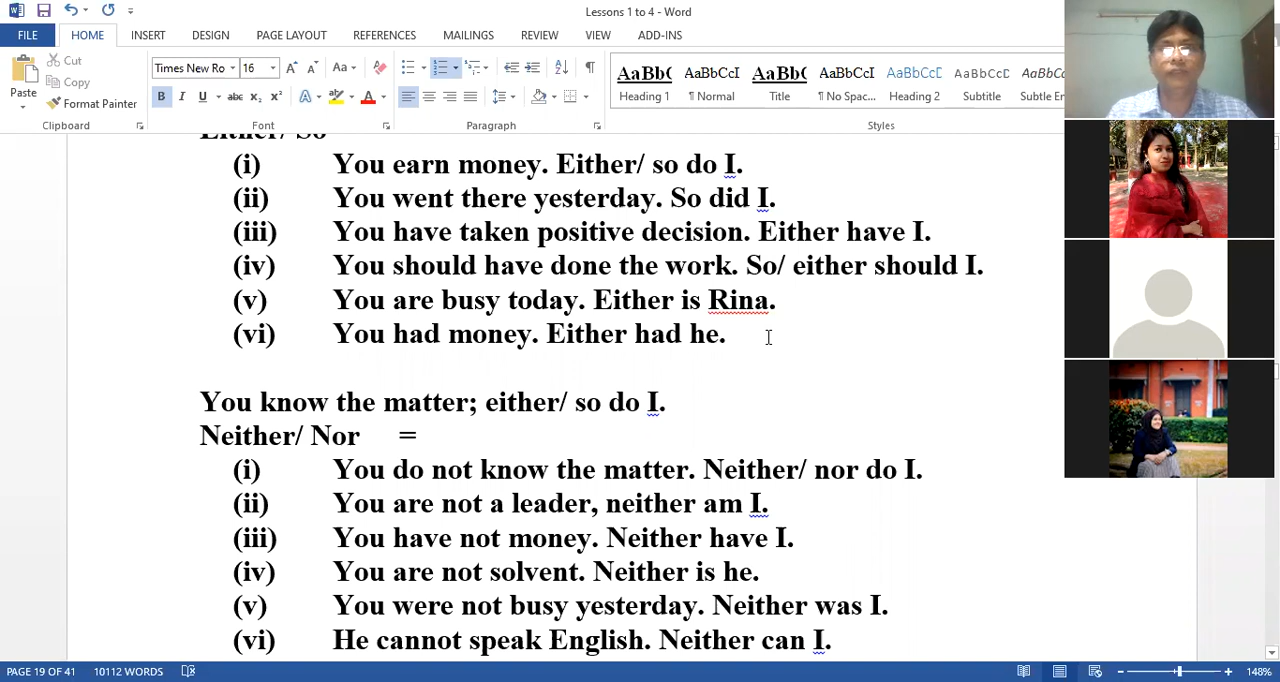 Lessons 1 to 4 - Word
FILE HOME INSERT DESIGN PAGE LAYOUT REFERENCES MAILINGS REVIEW VIEW ADD-INS
Cut
Copy
Paste
Format Painter
Times New Ro 16
AaBbC AaBbCcI AaBbC AaBbCcI AaBbCcD AaBbCcD AaBbCcI
Heading 1 ¶ Normal Title ¶ No Spac... Heading 2 Subtitle Subtle En
Clipboard Font Paragraph Styles
Either/ So
(i) You earn money. Either/ so do I.
(ii) You went there yesterday. So did I.
(iii) You have taken positive decision. Either have I.
(iv) You should have done the work. So/ either should I.
(v) You are busy today. Either is Rina.
(vi) You had money. Either had he.
You know the matter; either/ so do I.
Neither/ Nor =
(i) You do not know the matter. Neither/ nor do I.
(ii) You are not a leader, neither am I.
(iii) You have not money. Neither have I.
(iv) You are not solvent. Neither is he.
(v) You were not busy yesterday. Neither was I.
(vi) He cannot speak English. Neither can I.
PAGE 19 OF 41 10112 WORDS 148%